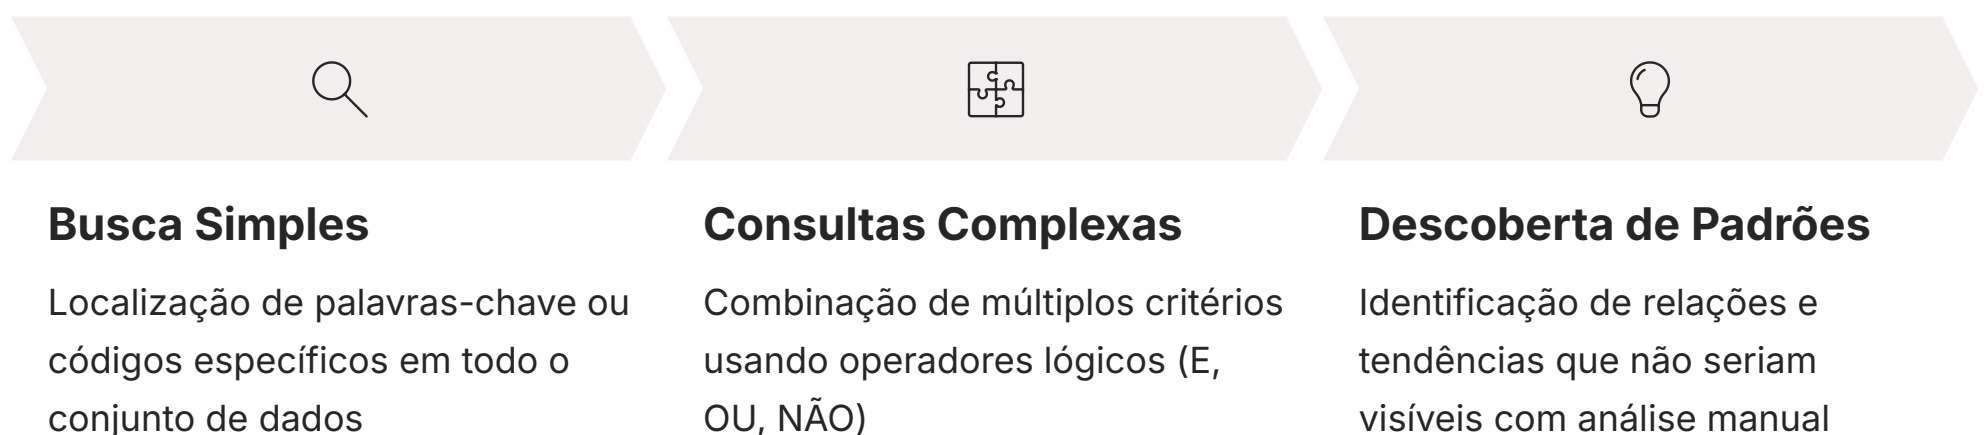 Busca Simples
Localização de palavras-chave ou
códigos específicos em todo o
conjunto de dados
Consultas Complexas
Combinação de múltiplos critérios
usando operadores lógicos (E,
OU, NÃO)
Descoberta de Padrões
Identificação de relações e
tendências que não seriam
visíveis com análise manual